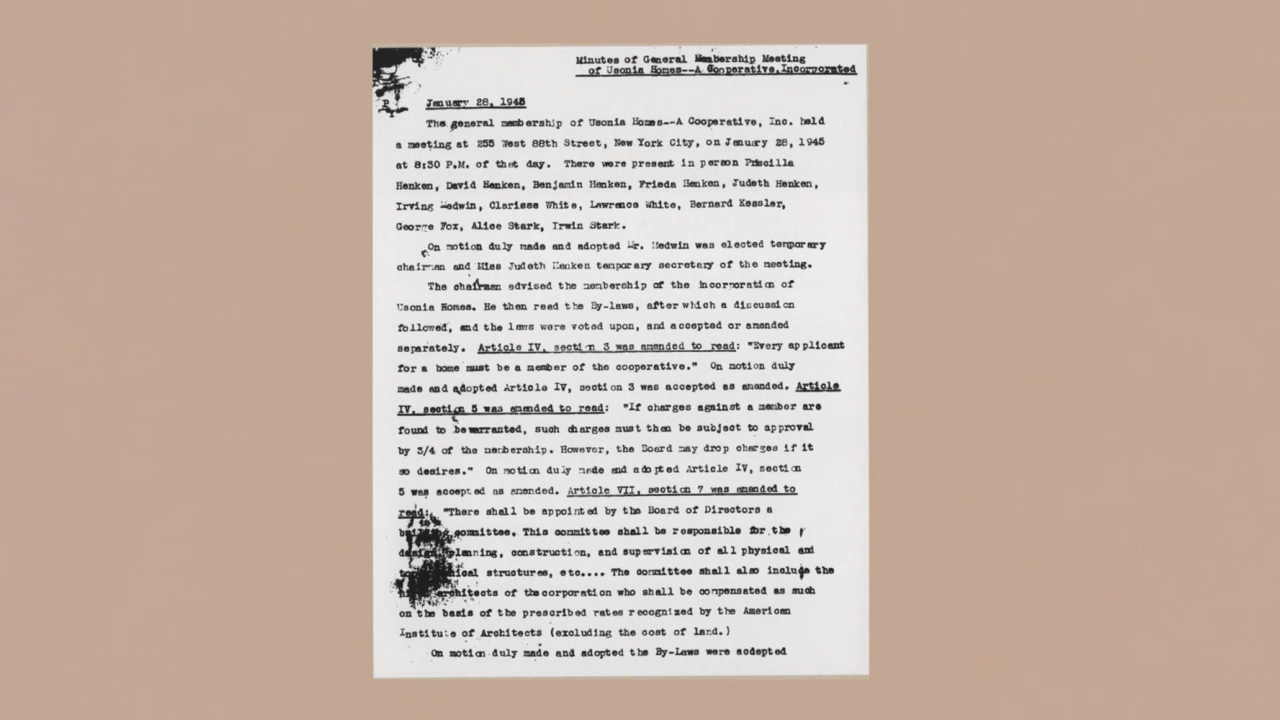 Minutes of General Membership Meeting
of Usonia Homes--A Cooperative, Incorporated
January 28, 1945
The general membership of Usonia Homes--A Cooperative, Inc. held
a meeting at 255 West 88th Street, New York City, on January 28, 1945
at 8:30 P.M. of that day. There were present in person Priscilla
Henken, David Henken, Benjamin Henken, Frieda Henken, Judeth Henken,
Irving Hedwin, Clarisse White, Lawrence White, Bernard Kessler,
George Fox, Alice Stark, Irwin Stark.
On motion duly made and adopted Mr. Hedwin was elected temporary
chairman and Miss Judeth Henken temporary secretary of the meeting.
The chairman advised the membership of the incorporation of
Usonia Homes. He then read the By-laws, after which a discussion
followed, and the laws were voted upon, and accepted or amended
separately. Article IV, section 3 was amended to read: "Every applicant
for a home must be a member of the cooperative." On motion duly
made and adopted Article IV, section 3 was accepted as amended. Article
IV, section 5 was amended to read: "If charges against a member are
found to be warranted, such charges must then be subject to approval
by 3/4 of the membership. However, the Board may drop charges if it
so desires." On motion duly made and adopted Article IV, section
5 was accepted as amended. Article VII, section 7 was amended to
read: "There shall be appointed by the Board of Directors a
building committee. This committee shall be responsible for the
design, planning, construction, and supervision of all physical and
structures, etc.... The committee shall also include the
architects of the corporation who shall be compensated as such
on the basis of the prescribed rates recognized by the American
Institute of Architects (excluding the cost of land.)
On motion duly made and adopted the By-Laws were adepted